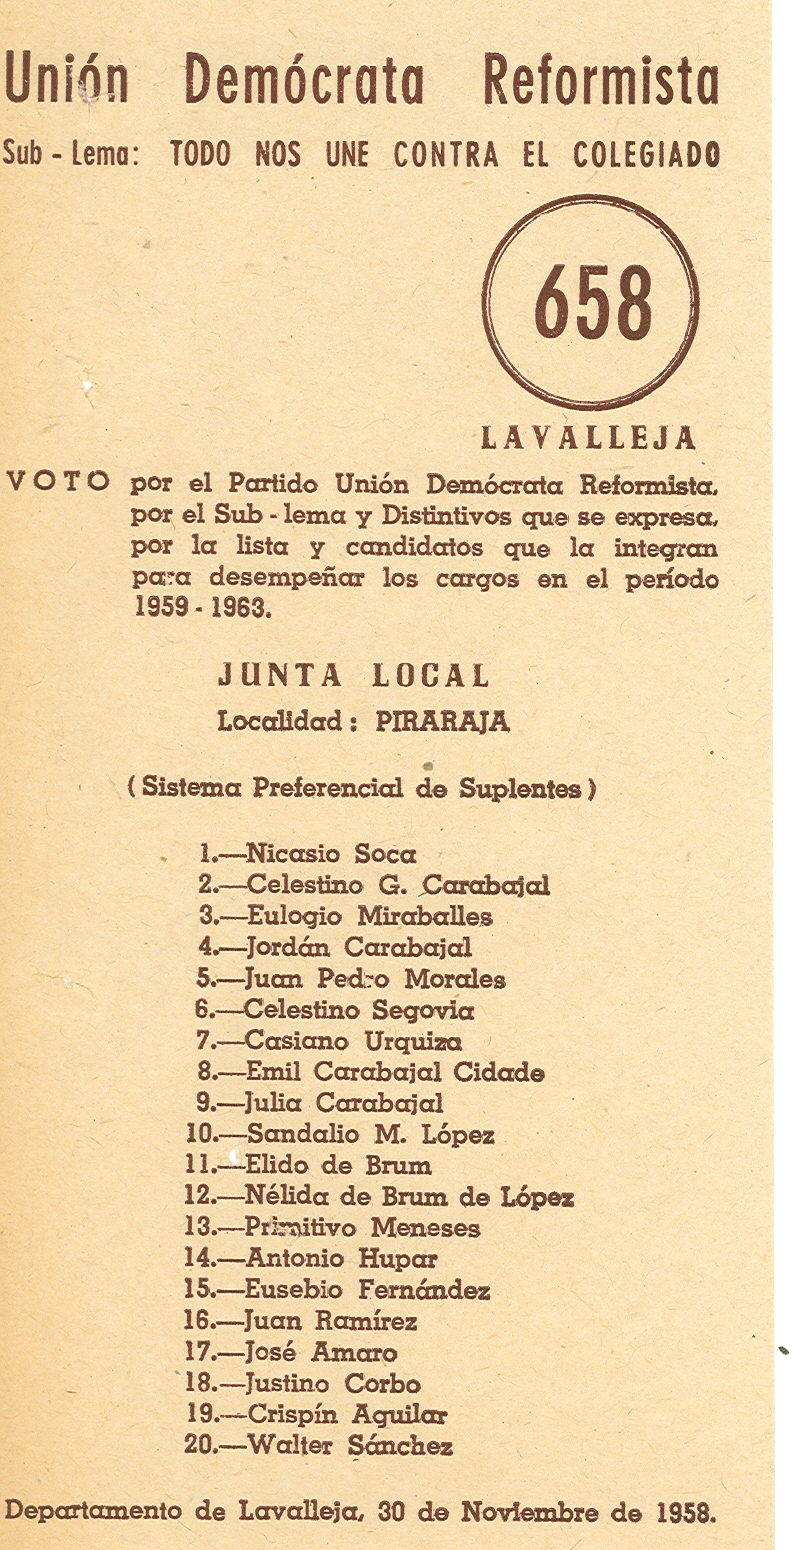 Unión Demócrata Reformista
Sub - Lema: TODO NOS UNE CONTRA EL COLEGIADO
658
LAVALLEJA
VOTO por el Partido Unión Demócrata Reformista,
por el Sub - lema y Distintivos que se expresa,
por la lista y candidatos que la integran
para desempeñar los cargos en el período
1959 - 1963.
JUNTA LOCAL
Localidad : PIRARAJA
( Sistema Preferencial de Suplentes )
1.—Nicasio Soca
2.—Celestino G. Carabajal
3.—Eulogio Miraballes
4.—Jordán Carabajal
5.—Juan Pedro Morales
6.—Celestino Segovia
7.—Casiano Urquiza
8.—Emil Carabajal Cidade
9.—Julia Carabajal
10.—Sandalio M. López
11.—Elido de Brum
12.—Nélida de Brum de López
13.—Primitivo Meneses
14.—Antonio Hupar
15.—Eusebio Fernández
16.—Juan Ramírez
17.—José Amaro
18.—Justino Corbo
19.—Crispín Aguilar
20.—Walter Sánchez
Departamento de Lavalleja, 30 de Noviembre de 1958.